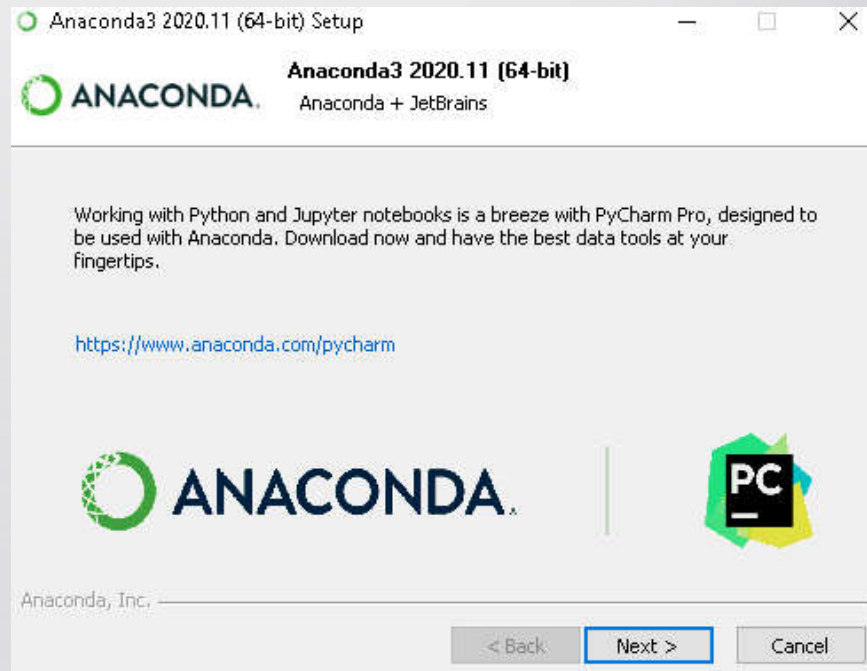 Anaconda3 2020.11 (64-bit) Setup
Anaconda3 2020.11 (64-bit)
ANACONDA.
Anaconda + JetBrains
Working with Python and Jupyter notebooks is a breeze with PyCharm Pro, designed to
be used with Anaconda. Download now and have the best data tools at your
fingertips.
https://www.anaconda.com/pycharm
ANACONDA.
PC
Anaconda, Inc.
< Back
Next >
Cancel